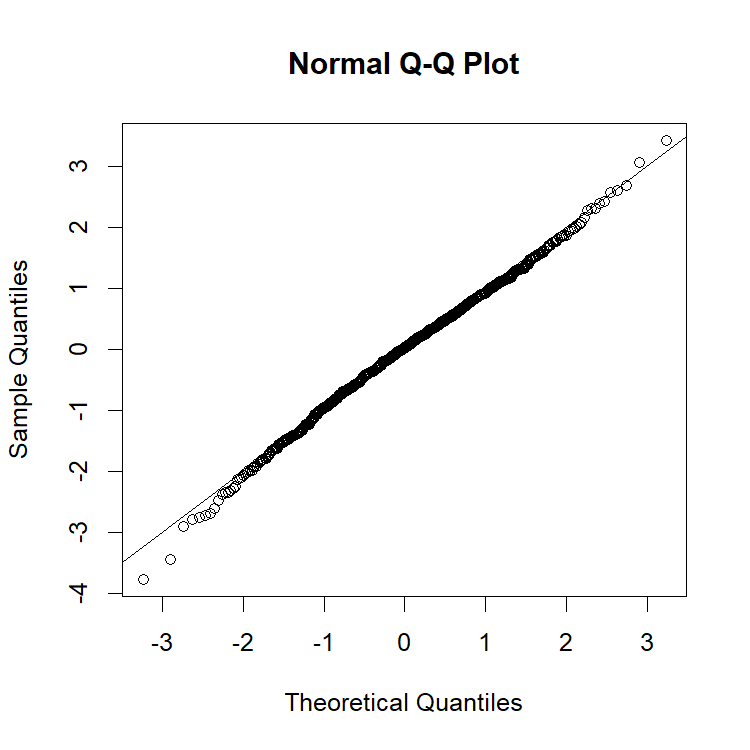 Normal Q-Q Plot
Sample Quantiles
3
2
1
0
-1
-2
-3
-4
-3 -2 -1 0 1 2 3
Theoretical Quantiles